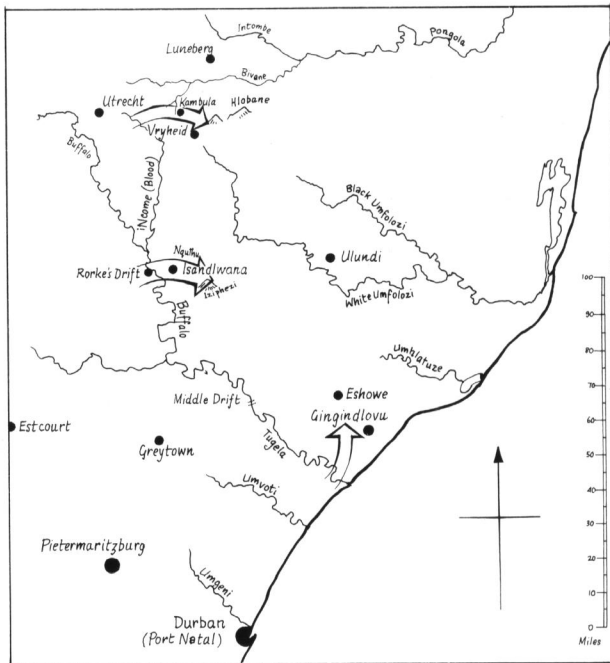 Intombe
Pongola
Luneberg
Bivane
Utrecht
Kambula
Hlobane
Vryheid
Buffalo
iNcome (Blood)
Black Umfolozi
Nquthu
Ulundi
Rorke's Drift
Isandlwana
Isiphezi
White Umfolozi
Buffalo
Umhlatuze
Middle Drift
Eshowe
Gingindlovu
Estcourt
Greytown
Tugela
Umvoti
Pietermaritzburg
Umgeni
Durban
(Port Natal)
100
90
80
70
60
50
40
30
20
10
0
Miles